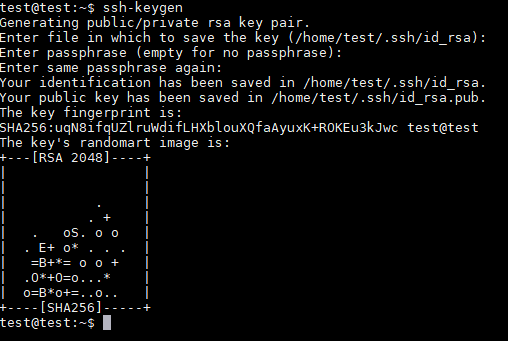 test@test:~$ ssh-keygen
Generating public/private rsa key pair.
Enter file in which to save the key (/home/test/.ssh/id_rsa):
Enter passphrase (empty for no passphrase):
Enter same passphrase again:
Your identification has been saved in /home/test/.ssh/id_rsa.
Your public key has been saved in /home/test/.ssh/id_rsa.pub.
The key fingerprint is:
SHA256:uqN8ifqUZlruWdifLHXblouXQfaAyuxK+ROKEu3kJwc test@test
The key's randomart image is:
+---[RSA 2048]----+
|                 |
|                 |
|           .     |
|          . +    |
|   .   oS. o o   |
|  . E+ o* . . .  |
|   =B+*= o o +   |
|  .O*+O=o...*    |
|  o=B*o+=..o..   |
+----[SHA256]-----+
test@test:~$